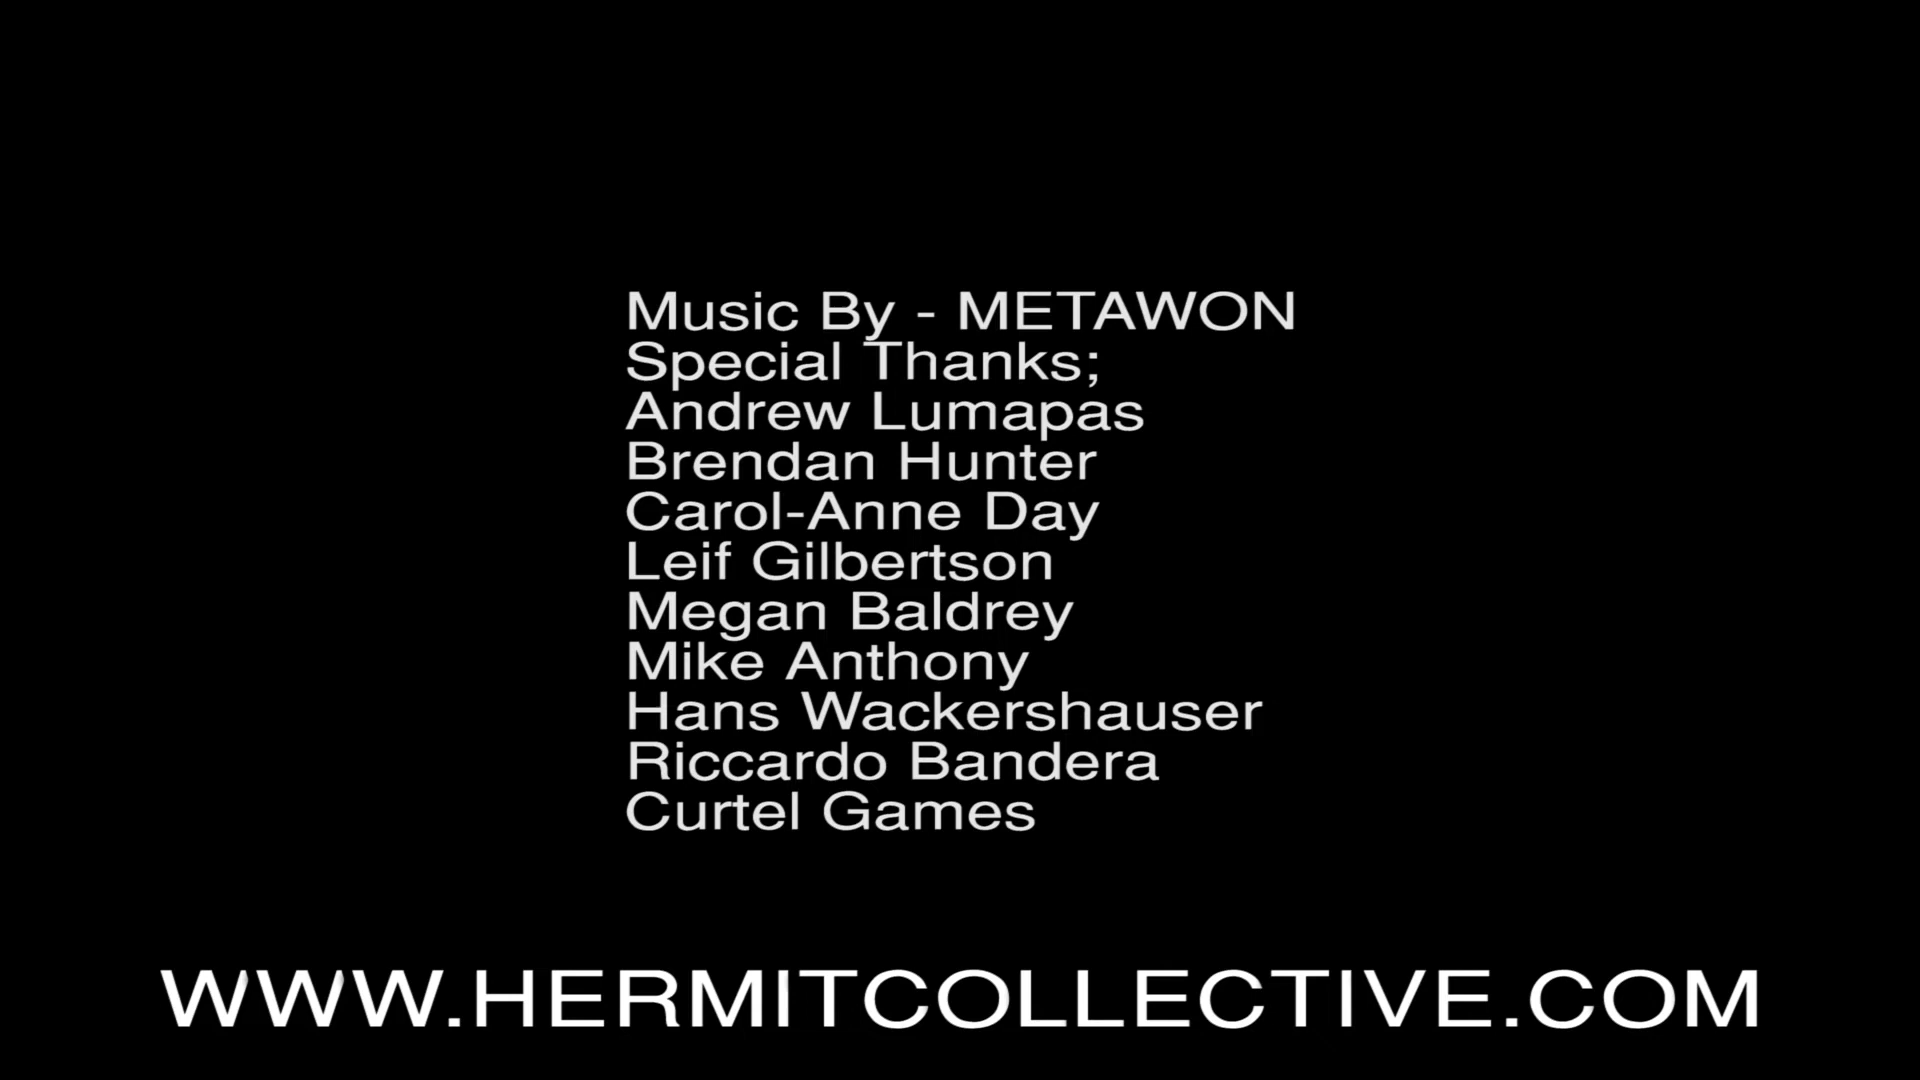 Music By - METAWON
Special Thanks;
Andrew Lumapas
Brendan Hunter
Carol-Anne Day
Leif Gilbertson
Megan Baldrey
Mike Anthony
Hans Wackershauser
Riccardo Bandera
Curtel Games
WWW.HERMITCOLLECTIVE.COM